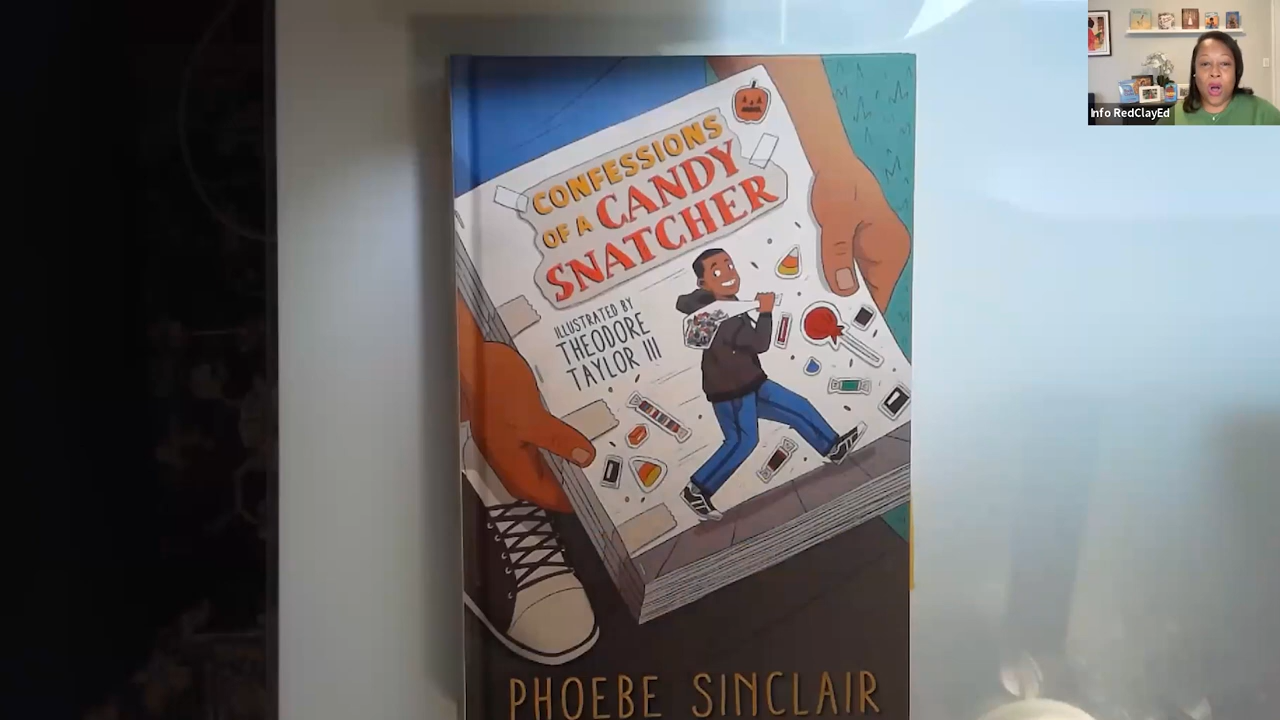 Info RedClayEd
CONFESSIONS
OF A CANDY
SNATCHER
ILLUSTRATED BY
THEODORE
TAYLOR III
PHOEBE SINCLAIR